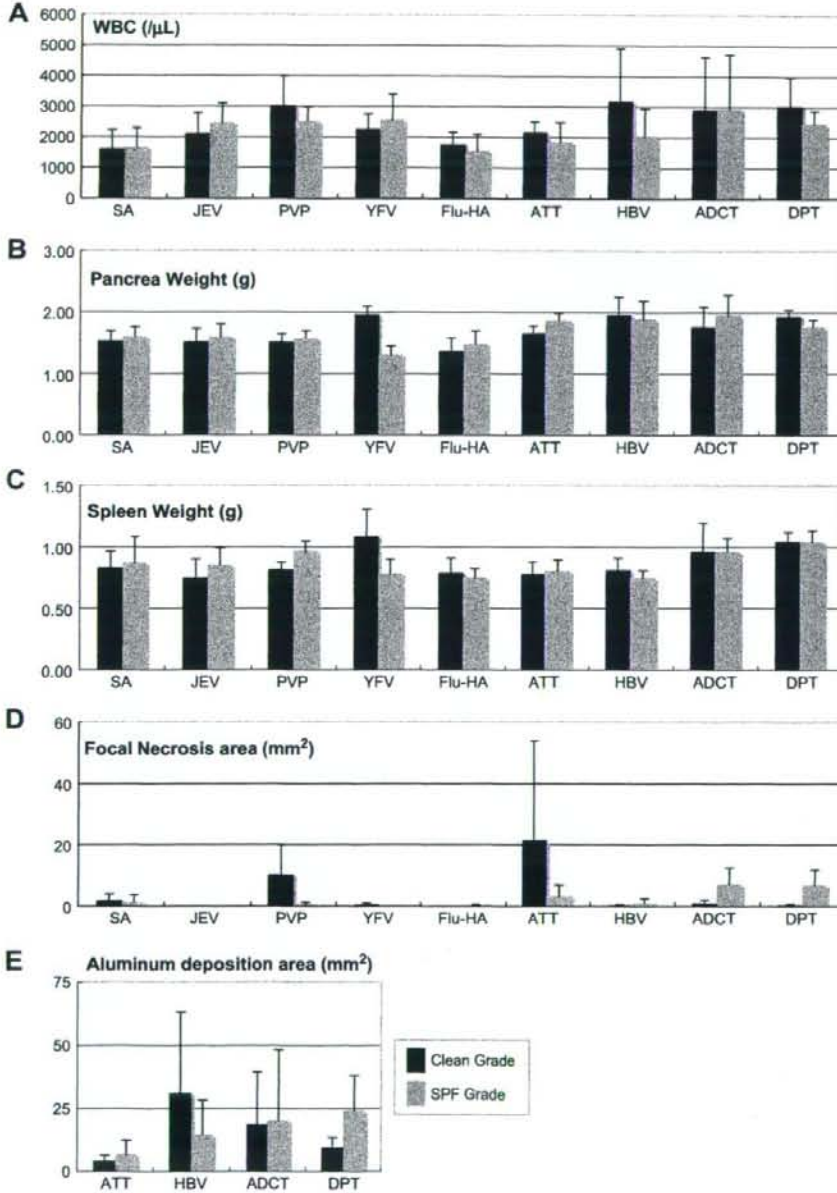 A
WBC (/µL)
6000
5000
4000
3000
2000
1000
0
SA JEV PVP YFV Flu-HA ATT HBV ADCT DPT
B
Pancrea Weight (g)
3.00
2.00
1.00
0.00
SA JEV PVP YFV Flu-HA ATT HBV ADCT DPT
C
Spleen Weight (g)
1.50
1.00
0.50
0.00
SA JEV PVP YFV Flu-HA ATT HBV ADCT DPT
D
Focal Necrosis area (mm²)
60
40
20
0
SA JEV PVP YFV Flu-HA ATT HBV ADCT DPT
E
Aluminum deposition area (mm²)
75
50
25
0
ATT HBV ADCT DPT
Clean Grade
SPF Grade